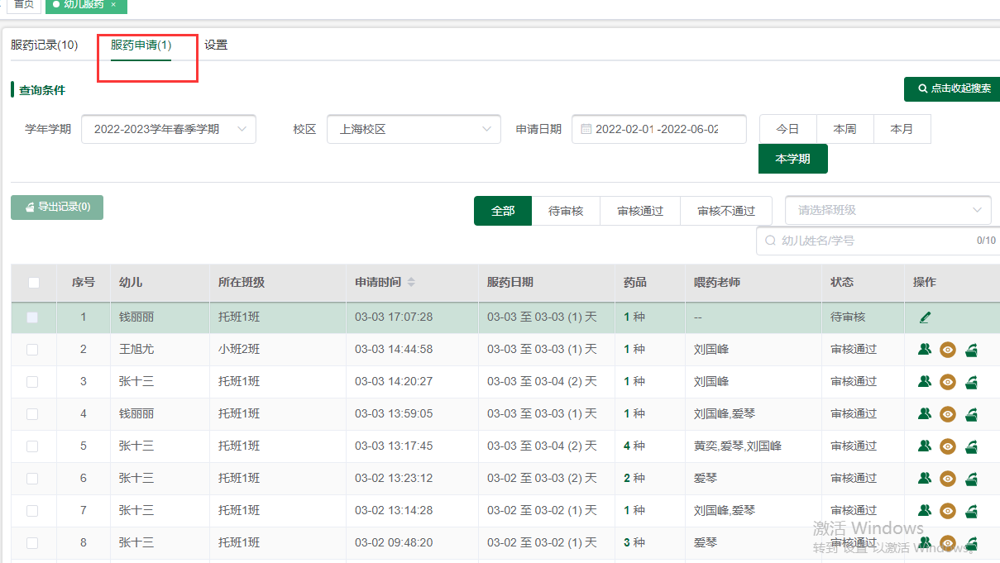 首页 幼儿服药 ×
服药记录(10) 服药申请(1) 设置
查询条件 点击收起搜索
学年学期 2022-2023学年春季学期 校区 上海校区 申请日期 2022-02-01 -2022-06-02 今日 本周 本月
本学期
导出记录(0) 全部 待审核 审核通过 审核不通过 请选择班级
幼儿姓名/学号 0/10
序号 幼儿 所在班级 申请时间 服药日期 药品 喂药老师 状态 操作
1 钱丽丽 托班1班 03-03 17:07:28 03-03 至 03-03 (1) 天 1 种 -- 待审核
2 王旭尤 小班2班 03-03 14:44:58 03-03 至 03-03 (1) 天 1 种 刘国峰 审核通过
3 张十三 托班1班 03-03 14:20:27 03-03 至 03-04 (2) 天 1 种 刘国峰 审核通过
4 钱丽丽 托班1班 03-03 13:59:05 03-03 至 03-03 (1) 天 1 种 刘国峰,爱琴 审核通过
5 张十三 托班1班 03-03 13:17:45 03-03 至 03-04 (2) 天 4 种 黄奕,爱琴,刘国峰 审核通过
6 张十三 托班1班 03-02 13:23:12 03-02 至 03-03 (2) 天 2 种 爱琴 审核通过
7 张十三 托班1班 03-02 13:14:28 03-02 至 03-02 (1) 天 1 种 刘国峰,爱琴 审核通过
8 张十三 托班1班 03-02 09:48:20 03-02 至 03-02 (1) 天 3 种 爱琴 审核通过
激活 Windows
转到"设置"以激活 Windows。